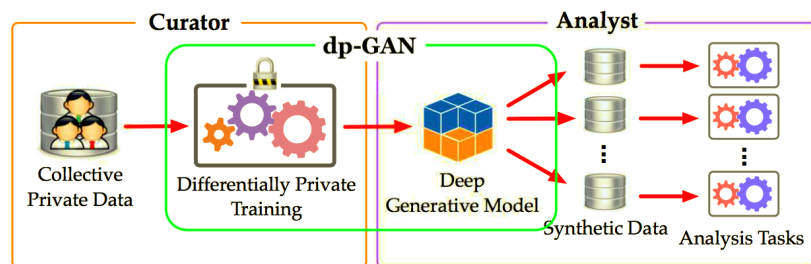 Curator
Analyst
dp-GAN
Collective
Private Data
Differentially Private
Training
Deep
Generative Model
Synthetic Data
Analysis Tasks